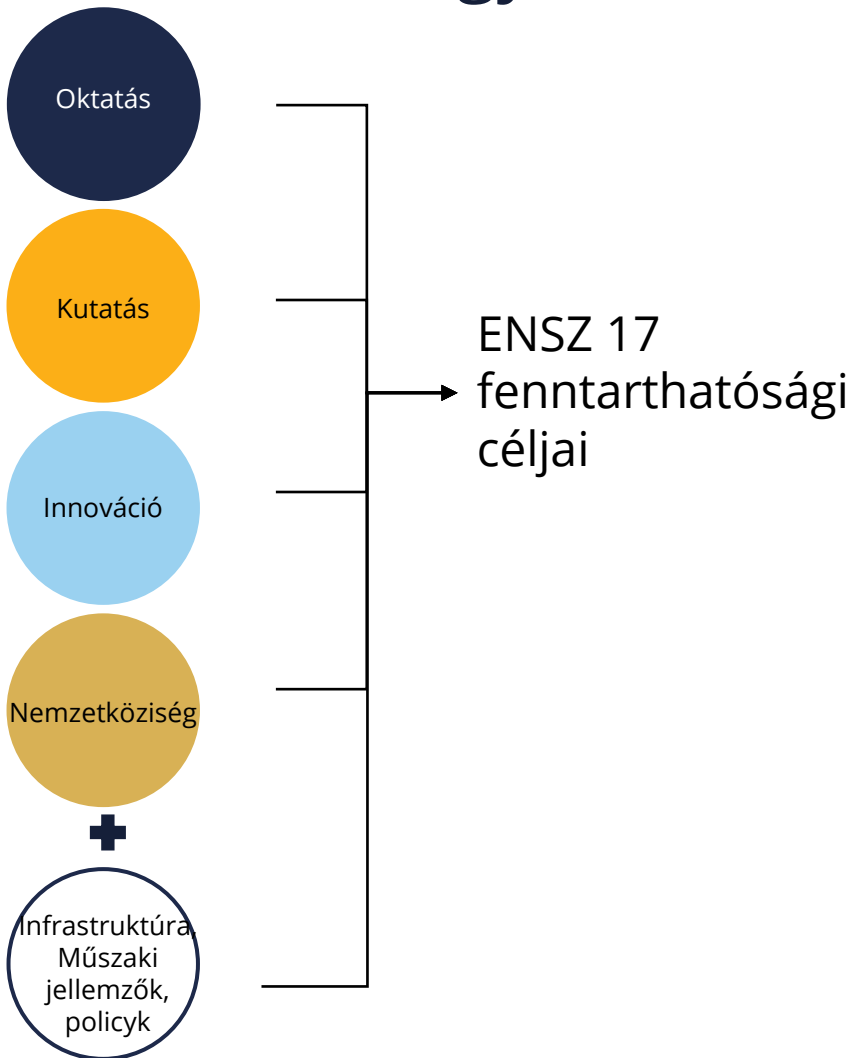 Oktatás
Kutatás
ENSZ 17
fenntarthatósági
céljai
Innováció
Nemzetköziség
Infrastruktúra,
Műszaki
jellemzők,
policyk